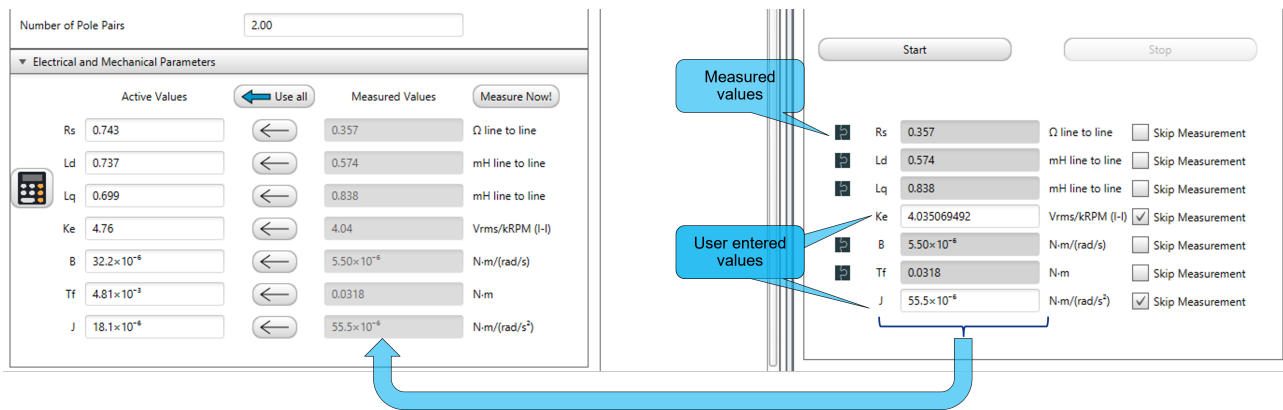 Number of Pole Pairs 2.00
Electrical and Mechanical Parameters
Active Values Use all Measured Values Measure Now!
Rs 0.743 0.357 Ω line to line
Ld 0.737 0.574 mH line to line
Lq 0.699 0.838 mH line to line
Ke 4.76 4.04 Vrms/kRPM (l-l)
B 32.2×10⁻⁶ 5.50×10⁻⁶ N·m/(rad/s)
Tf 4.81×10⁻³ 0.0318 N·m
J 18.1×10⁻⁶ 55.5×10⁻⁶ N·m/(rad/s²)
Start Stop
Measured
values
Rs 0.357 Ω line to line Skip Measurement
Ld 0.574 mH line to line Skip Measurement
Lq 0.838 mH line to line Skip Measurement
Ke 4.035069492 Vrms/kRPM (l-l) Skip Measurement
User entered
values
B 5.50×10⁻⁶ N·m/(rad/s) Skip Measurement
Tf 0.0318 N·m Skip Measurement
J 55.5×10⁻⁶ N·m/(rad/s²) Skip Measurement